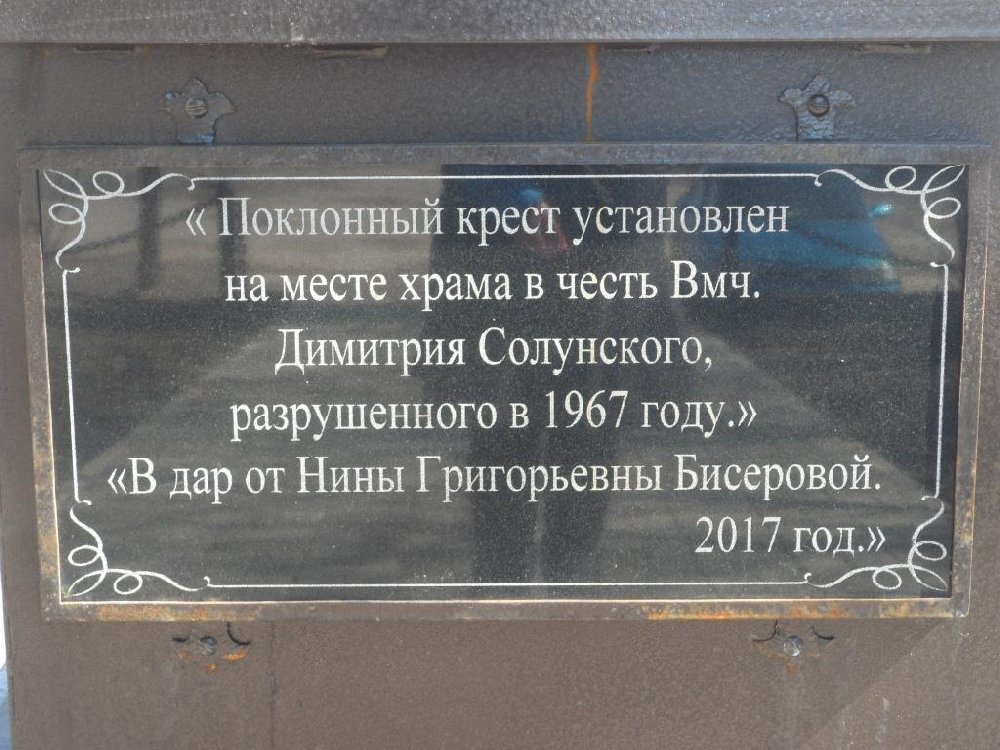 « Поклонный крест установлен
на месте храма в честь Вмч.
Димитрия Солунского,
разрушенного в 1967 году.»
«В дар от Нины Григорьевны Бисеровой.
2017 год.»